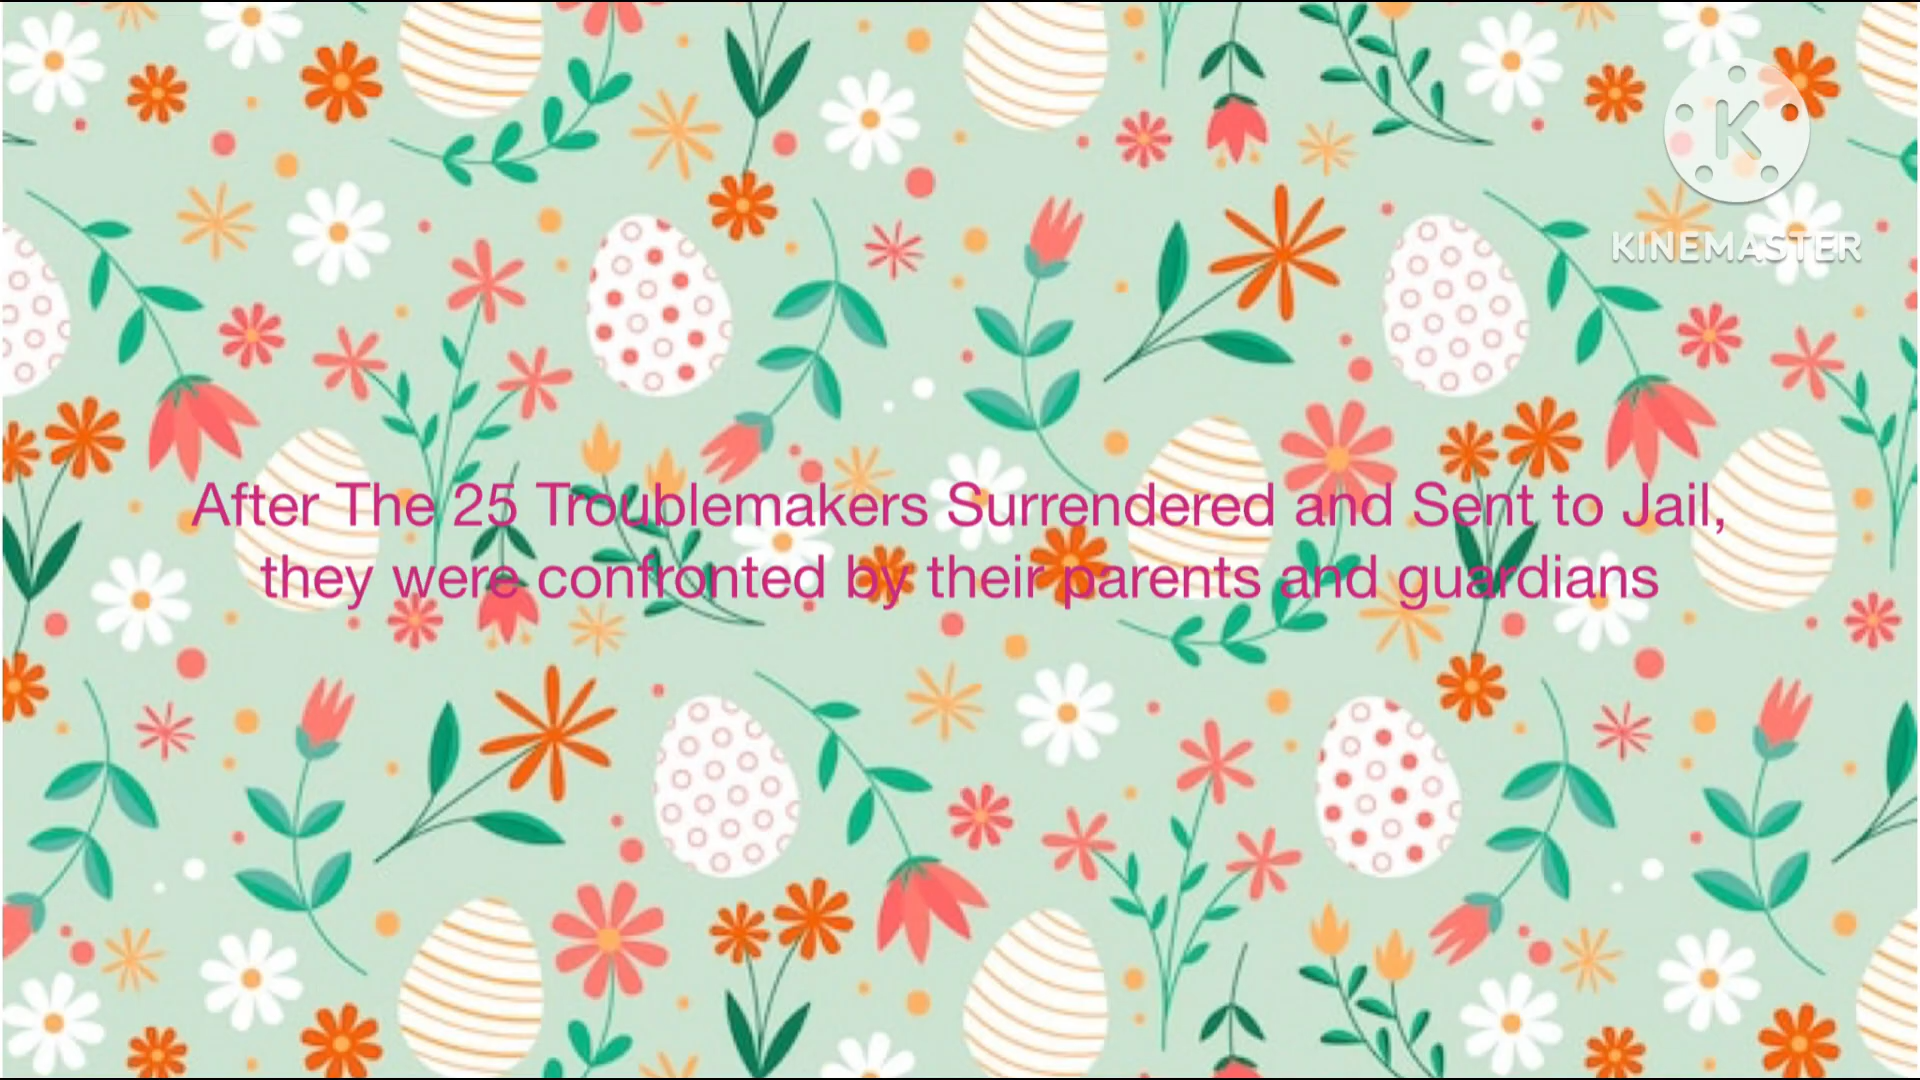 K
KINEMASTER
After The 25 Troublemakers Surrendered and Sent to Jail,
they were confronted by their parents and guardians